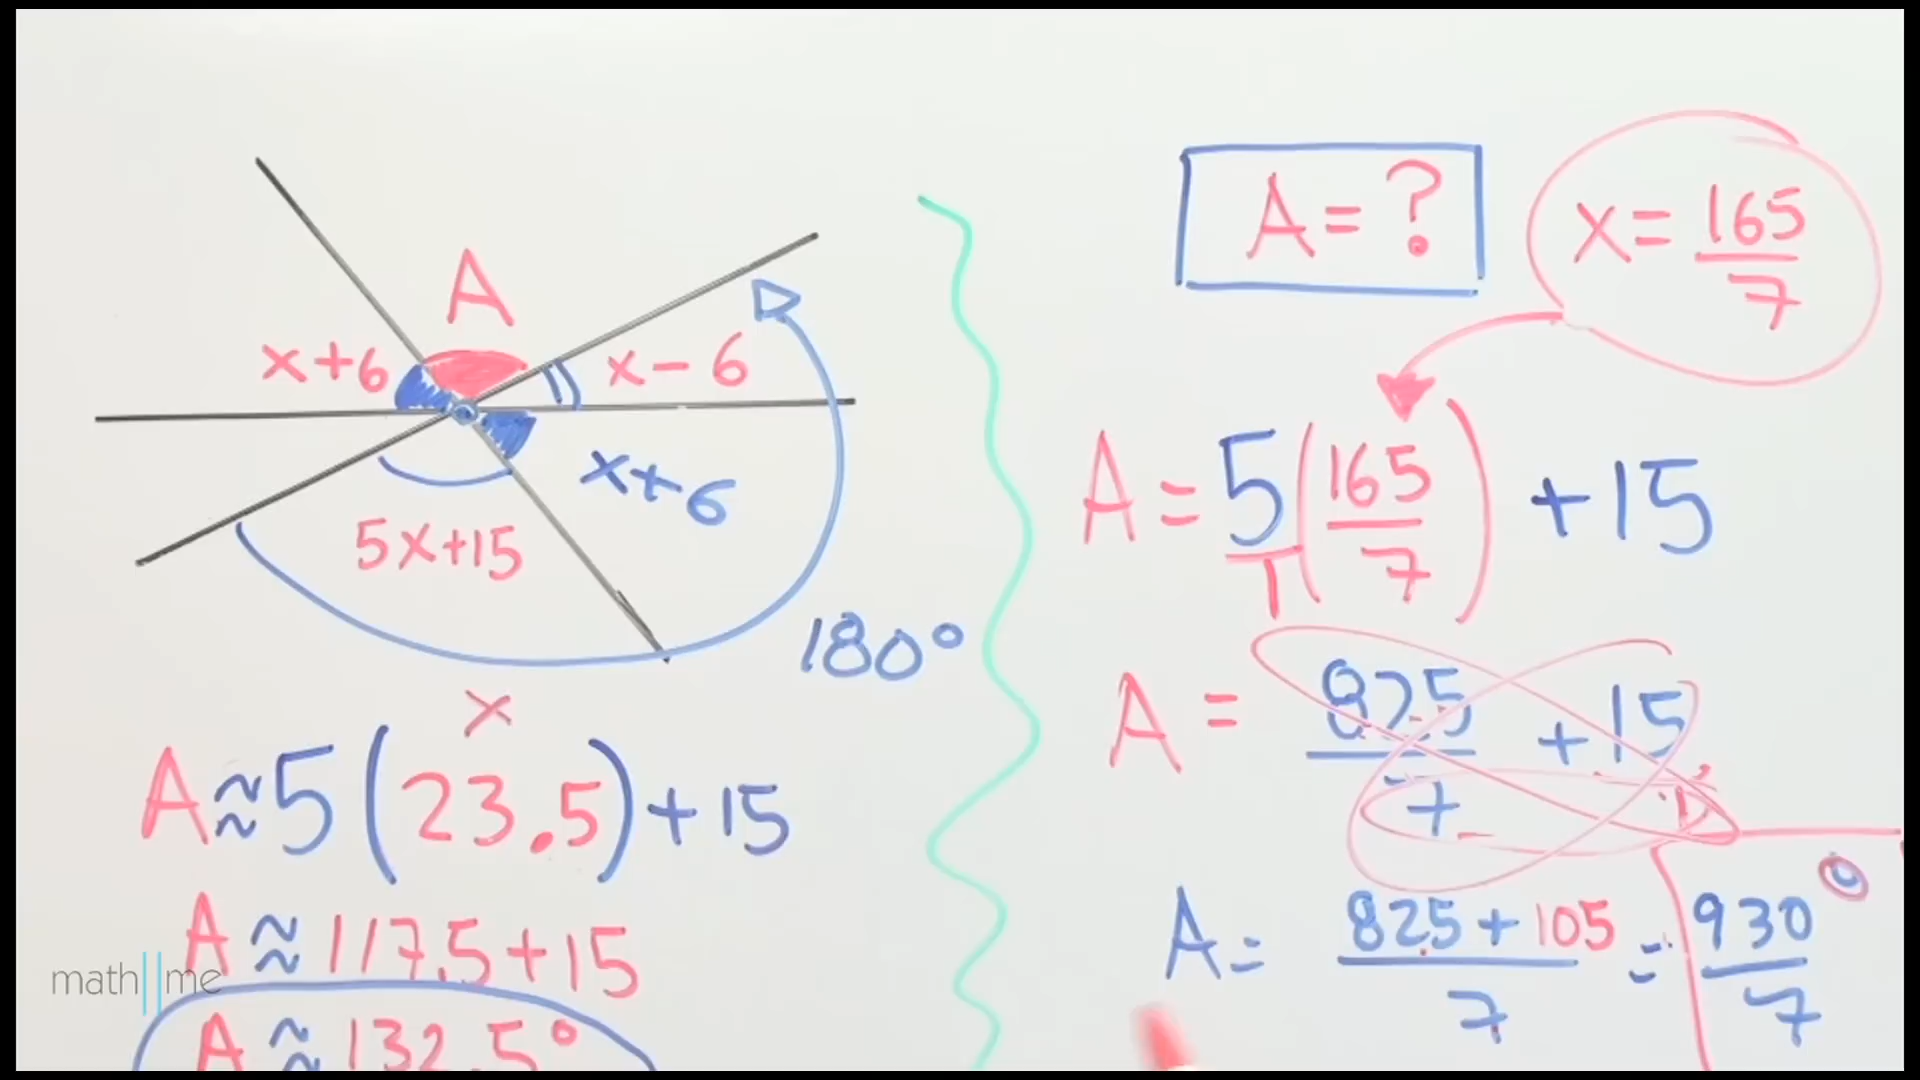 A
x+6
x-6
x+6
5x+15
180°
x
A ≈ 5(23.5)+15
A ≈ 117.5+15
A ≈ 132.5°
math||me
A = ?
x = 165/7
A = 5/1(165/7) + 15
A = 825/7 + 15/1
A = (825+105)/7 = 930/7°